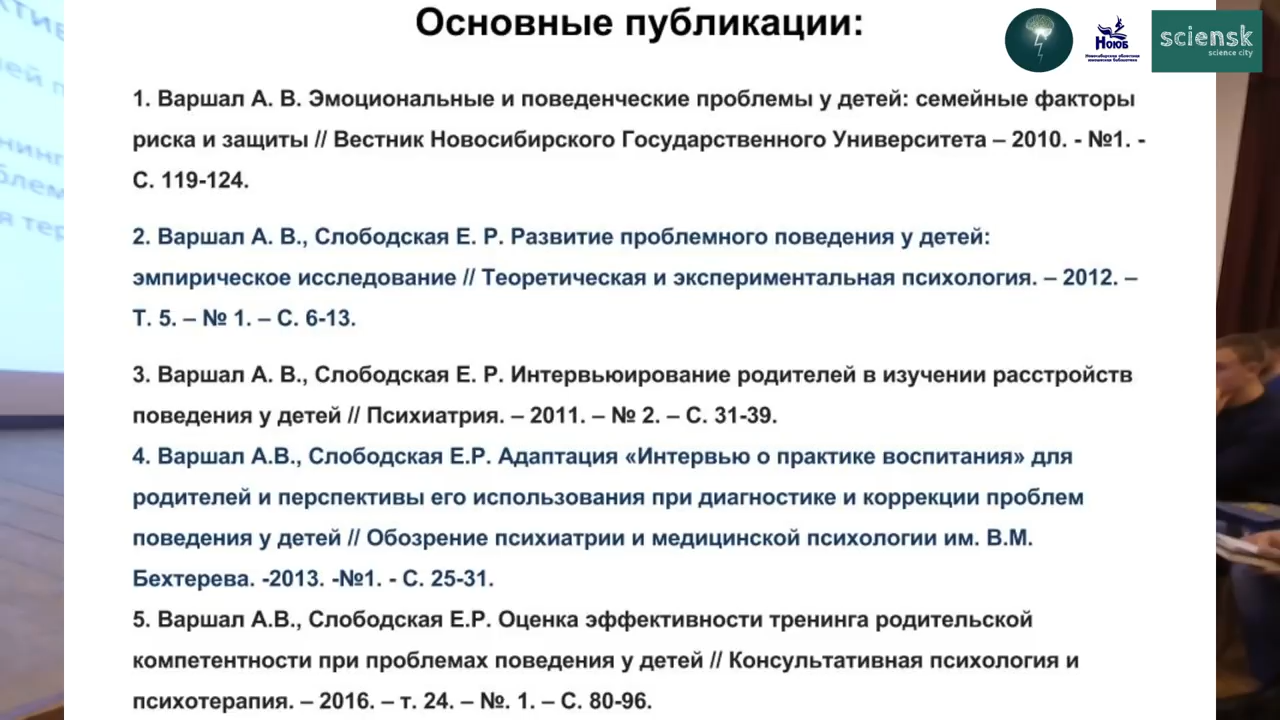 Основные публикации:
НОЮБ
Новосибирская областная
юношеская библиотека
sciensk
science city
1. Варшал А. В. Эмоциональные и поведенческие проблемы у детей: семейные факторы
риска и защиты // Вестник Новосибирского Государственного Университета – 2010. - №1. -
С. 119-124.
2. Варшал А. В., Слободская Е. Р. Развитие проблемного поведения у детей:
эмпирическое исследование // Теоретическая и экспериментальная психология. – 2012. –
Т. 5. – № 1. – С. 6-13.
3. Варшал А. В., Слободская Е. Р. Интервьюирование родителей в изучении расстройств
поведения у детей // Психиатрия. – 2011. – № 2. – С. 31-39.
4. Варшал А.В., Слободская Е.Р. Адаптация «Интервью о практике воспитания» для
родителей и перспективы его использования при диагностике и коррекции проблем
поведения у детей // Обозрение психиатрии и медицинской психологии им. В.М.
Бехтерева. -2013. -№1. - С. 25-31.
5. Варшал А.В., Слободская Е.Р. Оценка эффективности тренинга родительской
компетентности при проблемах поведения у детей // Консультативная психология и
психотерапия. – 2016. – т. 24. – №. 1. – С. 80-96.